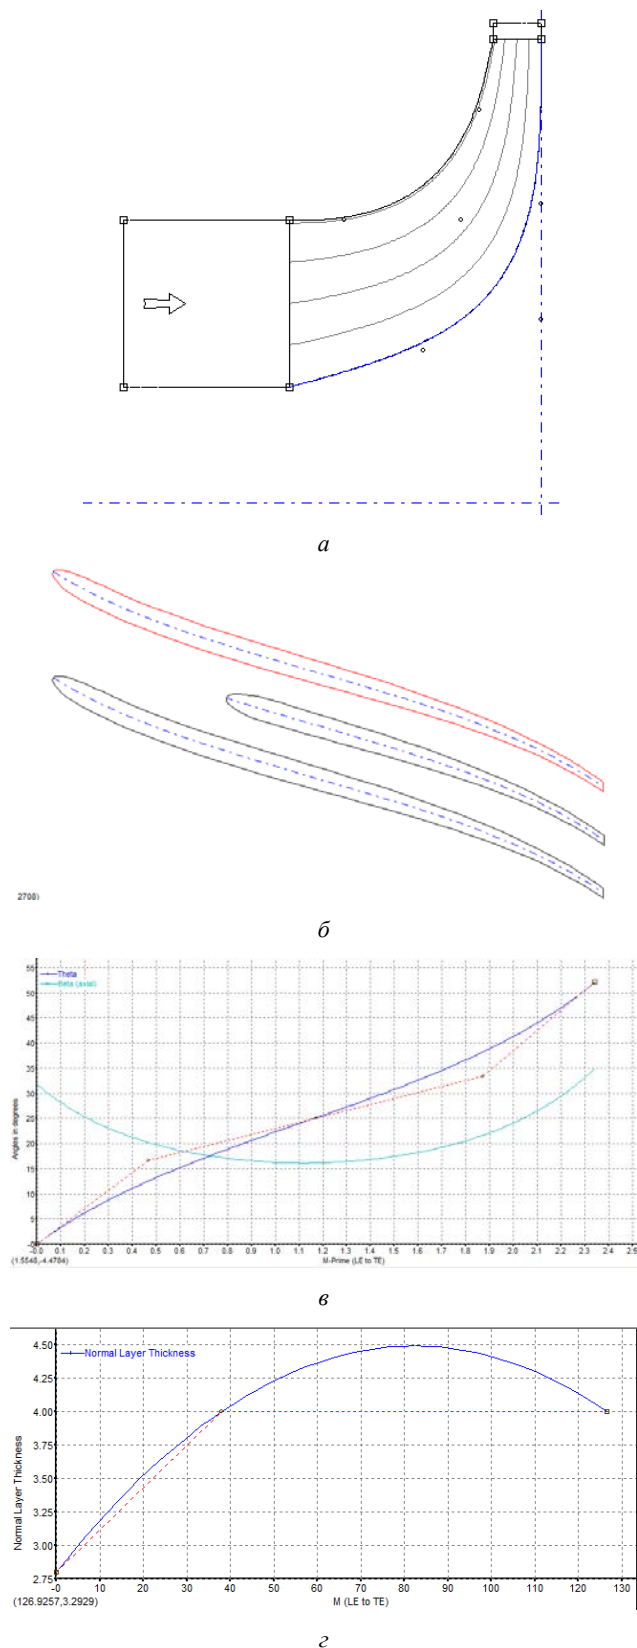 а
2708)
б
Theta
Beta (axial)
55
50
45
40
35
30
25
20
15
10
5
Angles in degrees
-0.0 0.1 0.2 0.3 0.4 0.5 0.6 0.7 0.8 0.9 1.0 1.1 1.2 1.3 1.4 1.5 1.6 1.7 1.8 1.9 2.0 2.1 2.2 2.3 2.4 2.5
(1.5548,-4.4784) M-Prime (LE to TE)
в
Normal Layer Thickness
4.50
4.25
4.00
3.75
3.50
3.25
3.00
2.75
Normal Layer Thickness
-0 10 20 30 40 50 60 70 80 90 100 110 120 130
(126.9257,3.2929) M (LE to TE)
г